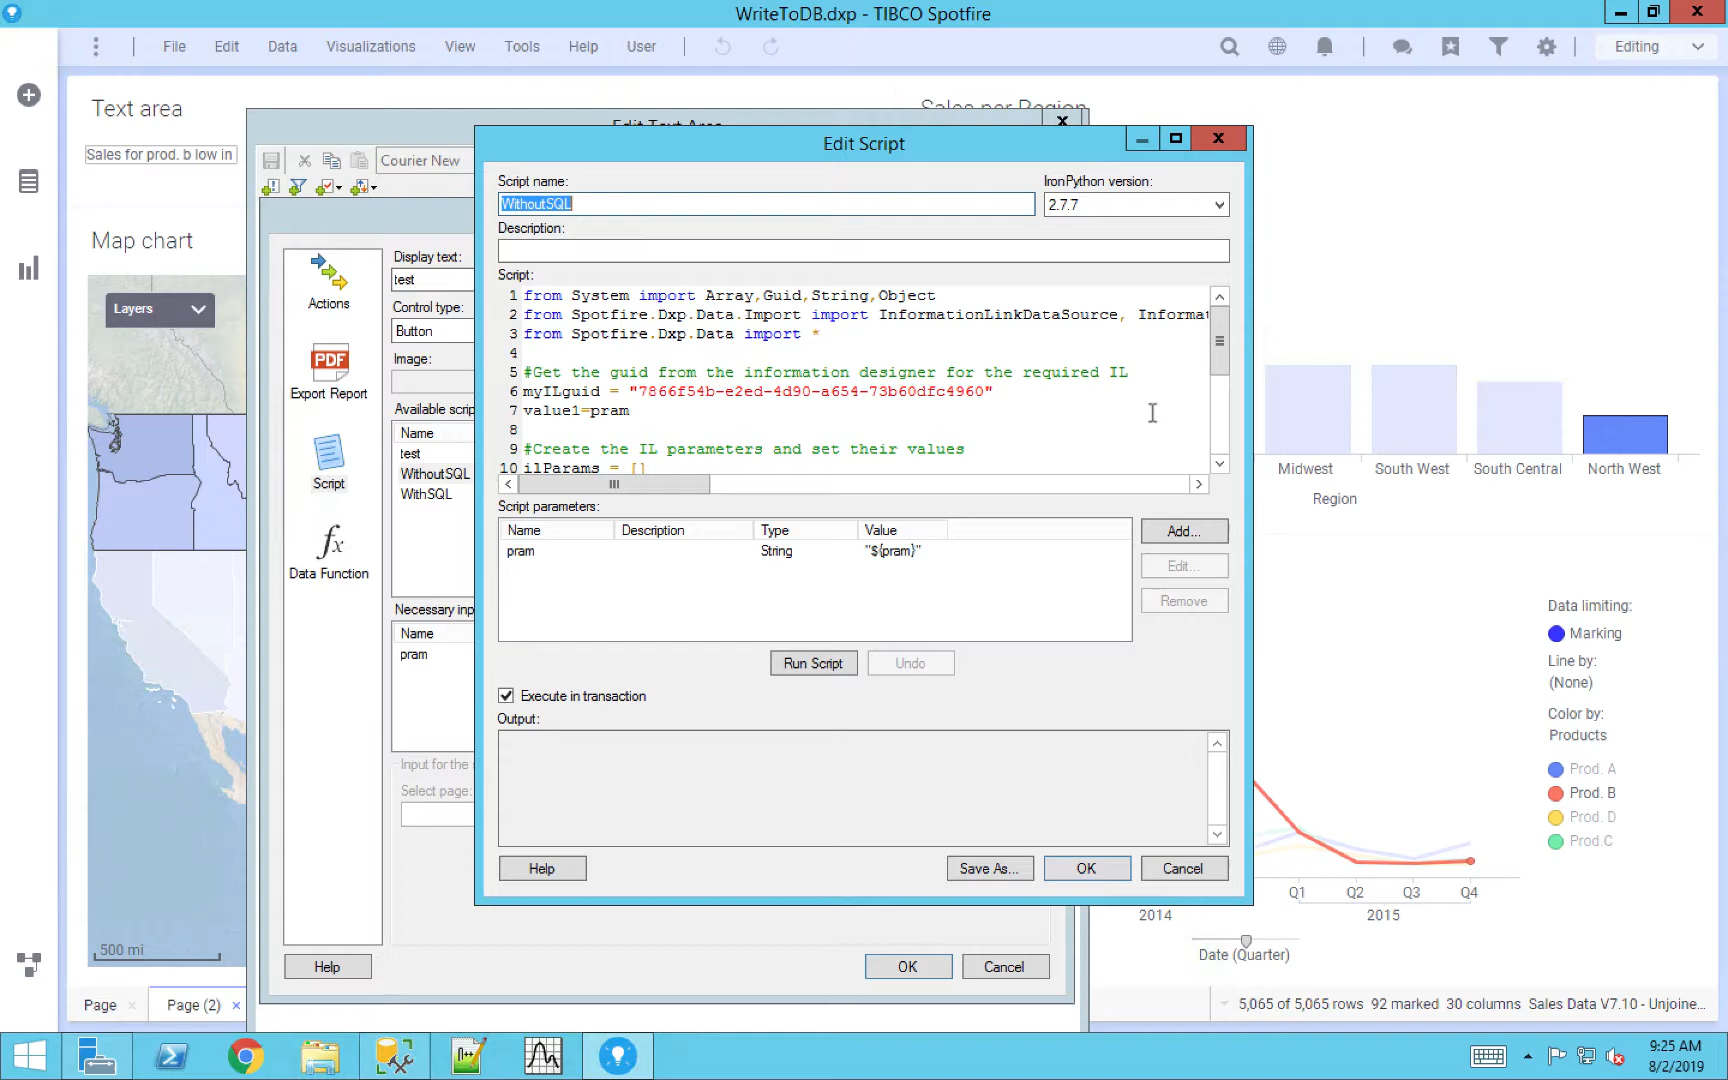 WriteToDB.dxp - TIBCO Spotfire
File Edit Data Visualizations View Tools Help User
Editing
Text area
Sales for prod. b low in
Map chart
Layers
500 mi
Page
Page (2)
Sales per Region
Edit Text Area
Courier New
Actions
Export Report
PDF
Script
fx
Data Function
Display text:
test
Control type:
Button
Image:
Available scrip
Name
test
WithoutSQL
WithSQL
Necessary inp
Name
pram
Input for the s
Select page:
Help
OK
Cancel
Edit Script
Script name:
WithoutSQL
IronPython version:
2.7.7
Description:
Script:
1 from System import Array,Guid,String,Object
2 from Spotfire.Dxp.Data.Import import InformationLinkDataSource, Informat
3 from Spotfire.Dxp.Data import *
4
5 #Get the guid from the information designer for the required IL
6 myILguid = "7866f54b-e2ed-4d90-a654-73b60dfc4960"
7 value1=pram
8
9 #Create the IL parameters and set their values
10 ilParams = []
Script parameters:
Name Description Type Value
pram String "${pram}"
Add...
Edit...
Remove
Run Script
Undo
Execute in transaction
Output:
Help
Save As...
OK
Cancel
Midwest South West South Central North West
Region
Data limiting:
Marking
Line by:
(None)
Color by:
Products
Prod. A
Prod. B
Prod. D
Prod.C
Q1 Q2 Q3 Q4
2014 2015
Date (Quarter)
5,065 of 5,065 rows 92 marked 30 columns Sales Data V7.10 - Unjoine...
n++
9:25 AM
8/2/2019